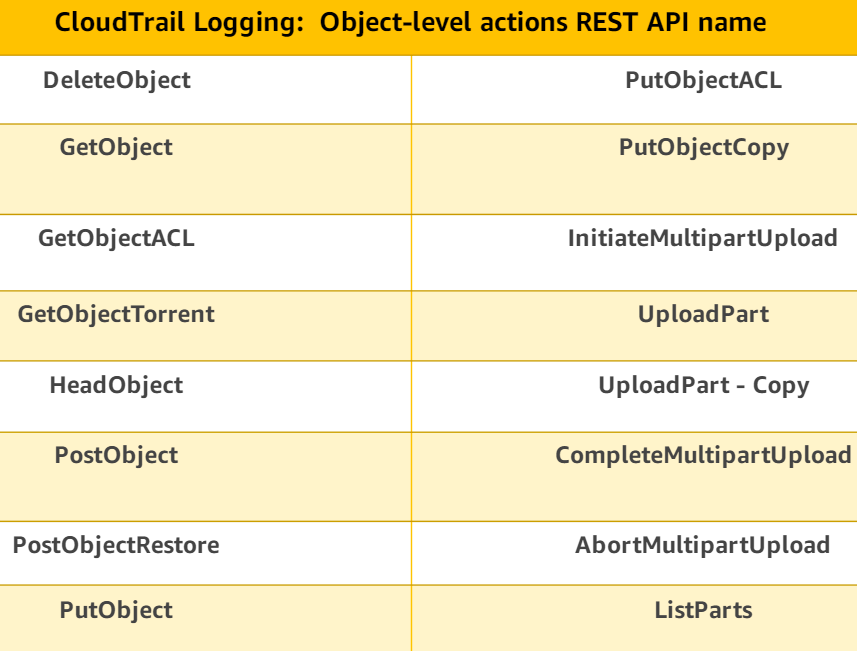 CloudTrail Logging: Object-level actions REST API name
DeleteObject PutObjectACL
GetObject PutObjectCopy
GetObjectACL InitiateMultipartUpload
GetObjectTorrent UploadPart
HeadObject UploadPart - Copy
PostObject CompleteMultipartUpload
PostObjectRestore AbortMultipartUpload
PutObject ListParts